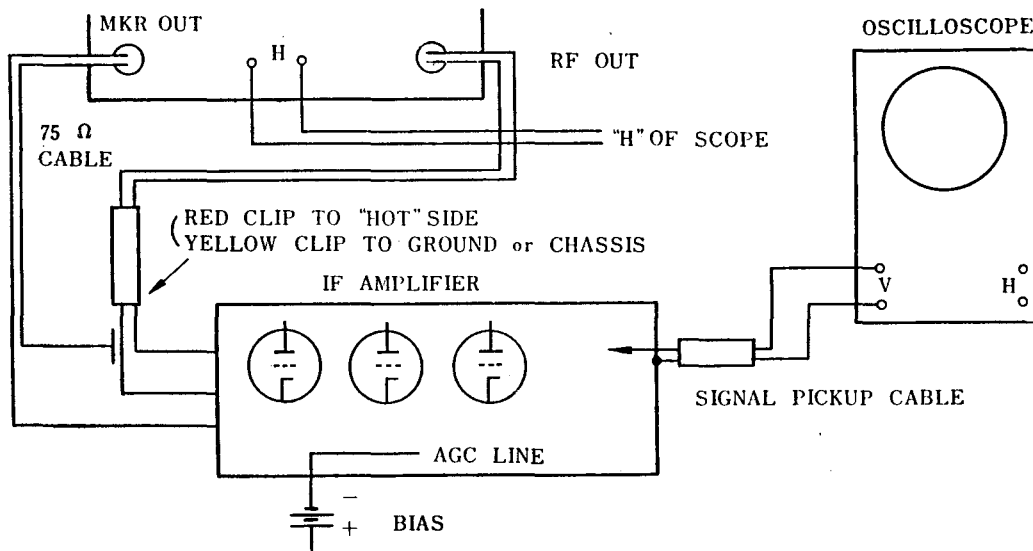 MKR OUT
H
RF OUT
OSCILLOSCOPE
75 Ω
CABLE
"H" OF SCOPE
RED CLIP TO "HOT" SIDE
YELLOW CLIP TO GROUND or CHASSIS
IF AMPLIFIER
V
H
SIGNAL PICKUP CABLE
AGC LINE
−
+
BIAS